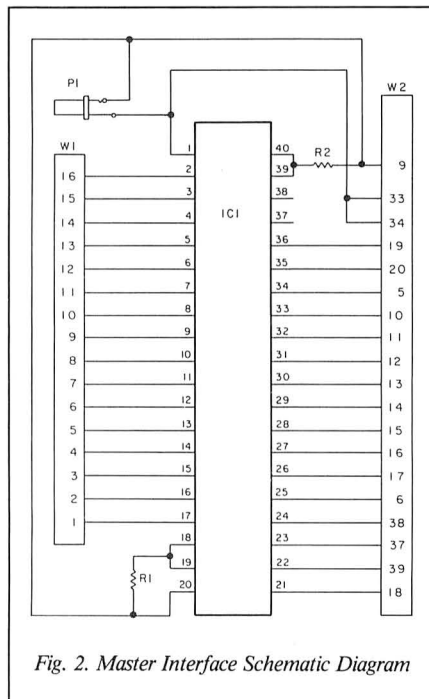 P1 W2
W1 1 40 R2 9
16 2 39
15 3 IC1 38 33
14 4 37 34
13 5 36 19
12 6 35 20
11 7 34 5
10 8 33 10
9 9 32 11
8 10 31 12
7 11 30 13
6 12 29 14
5 13 28 15
4 14 27 16
3 15 26 17
2 16 25 6
1 17 24 38
18 23 37
R1 19 22 39
20 21 18
Fig. 2. Master Interface Schematic Diagram